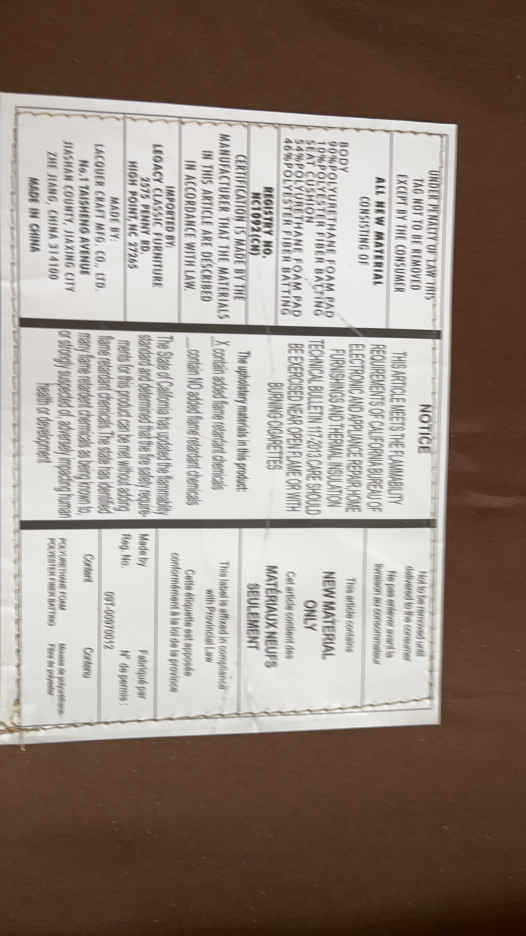 UNDER PENALTY OF LAW THIS
TAG NOT TO BE REMOVED
EXCEPT BY THE CONSUMER
ALL NEW MATERIAL
CONSISTING OF
BODY
90%POLYURETHANE FOAM PAD
10%POLYESTER FIBER BATTING
SEAT CUSHION
54%POLYURETHANE FOAM PAD
46%POLYESTER FIBER BATTING
REGISTRY NO.
NC1092(CN)
CERTIFICATION IS MADE BY THE
MANUFACTURER THAT THE MATERIALS
IN THIS ARTICLE ARE DESCRIBED
IN ACCORDANCE WITH LAW.
IMPORTED BY:
LEGACY CLASSIC FURNITURE
2575 PENNY RD.
HIGH POINT, NC 27265
MADE BY:
LACQUER CRAFT MFG. CO. LTD.
No.1 TAISHENG AVENUE
JIASHAN COUNTY, JIAXING CITY
ZHE JIANG, CHINA 314100
MADE IN CHINA
NOTICE
THIS ARTICLE MEETS THE FLAMMABILITY
REQUIREMENTS OF CALIFORNIA BUREAU OF
ELECTRONIC AND APPLIANCE REPAIR, HOME
FURNISHINGS AND THERMAL INSULATION
TECHNICAL BULLETIN 117-2013. CARE SHOULD
BE EXERCISED NEAR OPEN FLAME OR WITH
BURNING CIGARETTES
The upholstery materials in this product:
X contain added flame retardant chemicals
__contain NO added flame retardant chemicals
The State of California has updated the flammability
standard and determined that the fire safety require-
ments for this product can be met without adding
flame retardant chemicals. The state has identified
many flame retardant chemicals as being known to,
or strongly suspected of, adversely impacting human
health or development
Not to be removed until
delivered to the consumer
Ne pas enlever avant la
livraison au consommateur
This article contains
NEW MATERIAL
ONLY
Cet article contient des
MATÉRIAUX NEUFS
SEULEMENT
This label is affixed in compliance
with Provincial Law
Cette étiquette est apposée
conformément à la loi de la province
Made by Fabriqué par
Reg. No. N° de permis :
09T-00970012
Content Contenu
POLYURETHANE FOAM Mousse de polyuréthane
POLYESTER FIBER BATTING Fibre de polyester